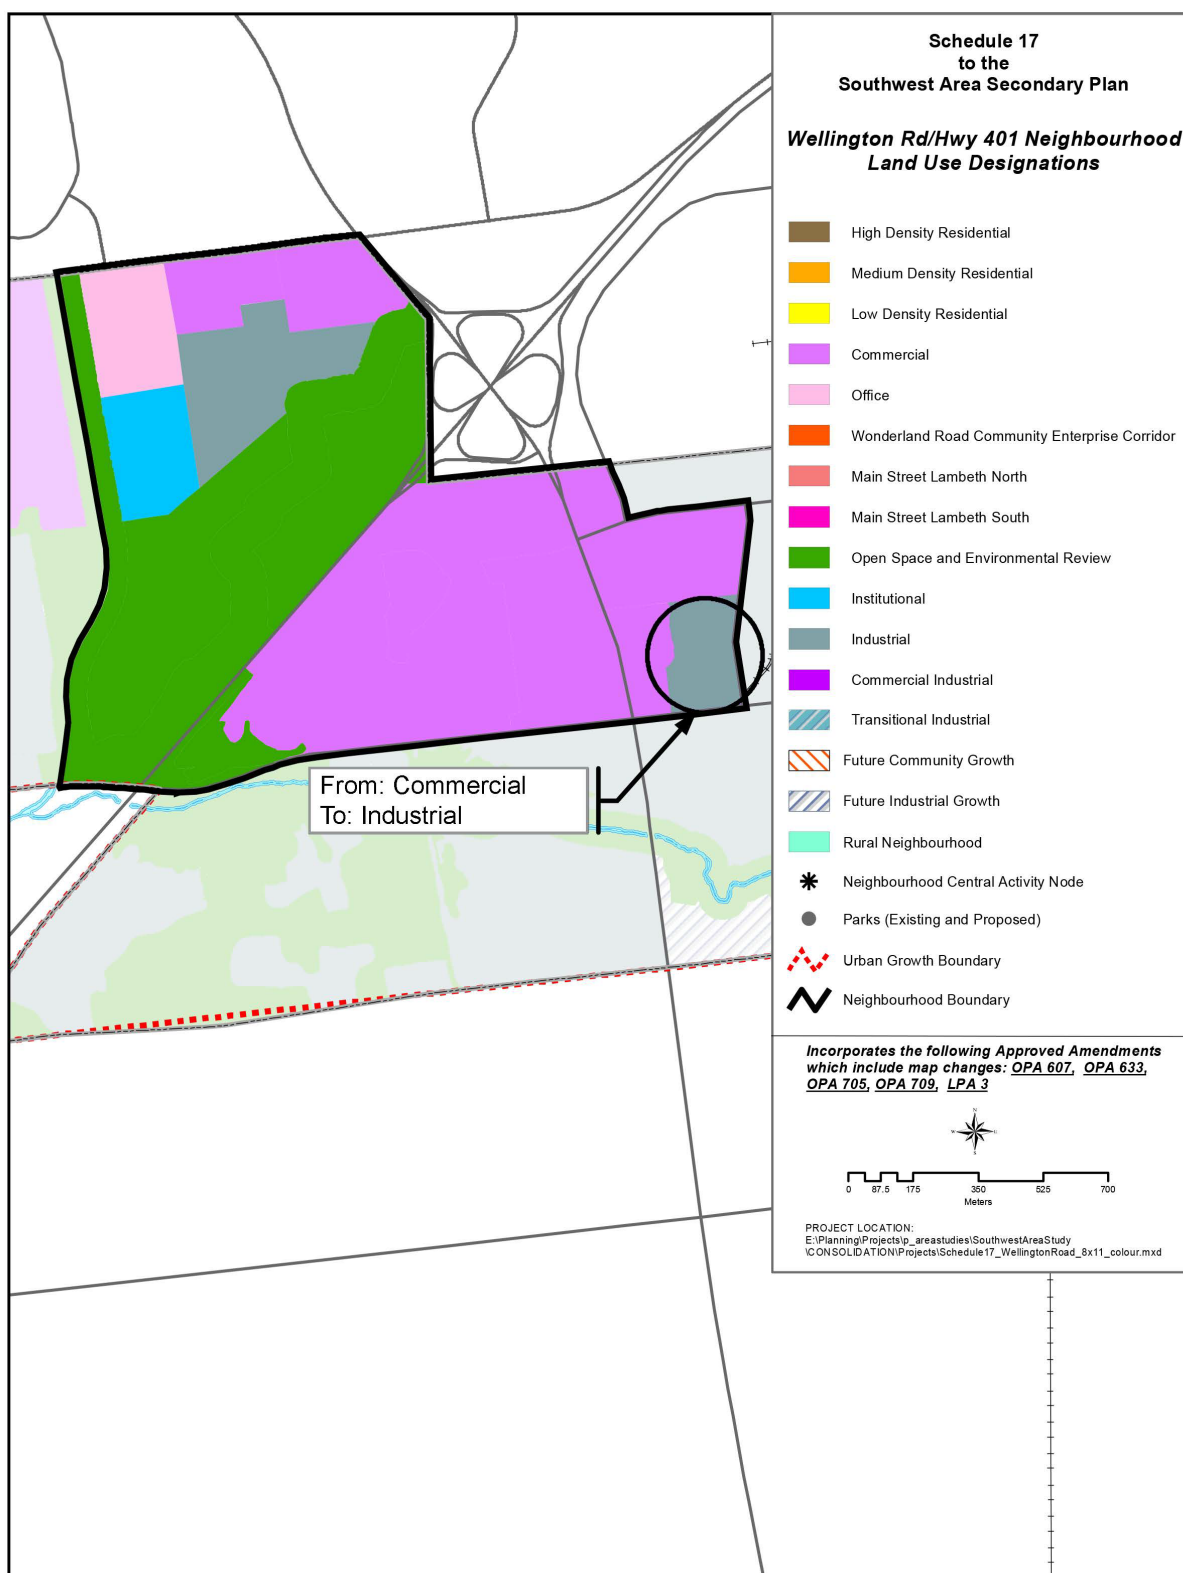 Schedule 17
to the
Southwest Area Secondary Plan
Wellington Rd/Hwy 401 Neighbourhood
Land Use Designations
High Density Residential
Medium Density Residential
Low Density Residential
Commercial
Office
Wonderland Road Community Enterprise Corridor
Main Street Lambeth North
Main Street Lambeth South
Open Space and Environmental Review
Institutional
Industrial
Commercial Industrial
Transitional Industrial
Future Community Growth
Future Industrial Growth
Rural Neighbourhood
Neighbourhood Central Activity Node
Parks (Existing and Proposed)
Urban Growth Boundary
Neighbourhood Boundary
From: Commercial
To: Industrial
Incorporates the following Approved Amendments
which include map changes: OPA 607, OPA 633,
OPA 705, OPA 709, LPA 3
N
W
S
0 87.5 175 350 525 700
Meters
PROJECT LOCATION:
E:\Planning\Projects\p_areastudies\SouthwestAreaStudy
\CONSOLIDATION\Projects\Schedule17_WellingtonRoad_8x11_colour.mxd